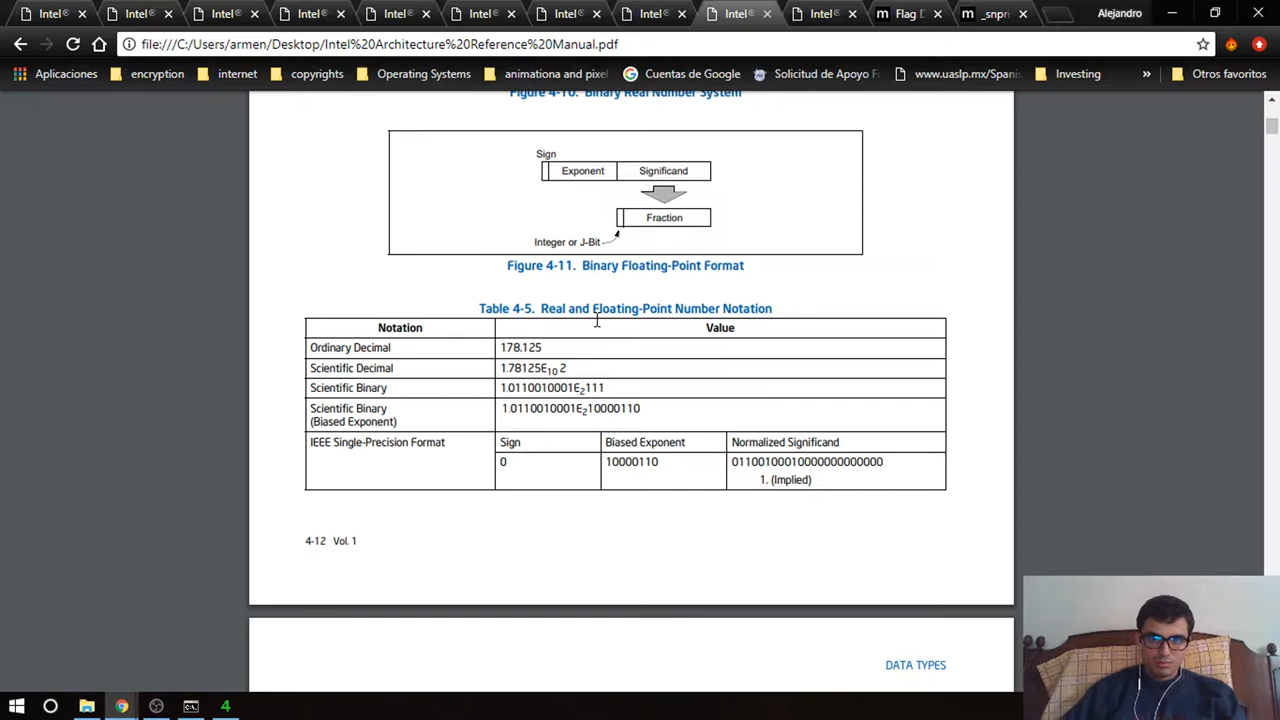 Intel® Intel® Intel® Intel® Intel® Intel® Intel® Intel® Intel® Intel® Flag D _snpri Alejandro
file:///C:/Users/armen/Desktop/Intel%20Architecture%20Reference%20Manual.pdf
Aplicaciones encryption internet copyrights Operating Systems animationa and pixel Cuentas de Google Solicitud de Apoyo Fi www.uaslp.mx/Spanis Investing » Otros favoritos
Figure 4-10. Binary Real Number System
Sign
Exponent Significand
Fraction
Integer or J-Bit
Figure 4-11. Binary Floating-Point Format
Table 4-5. Real and Floating-Point Number Notation
Notation Value
Ordinary Decimal 178.125
Scientific Decimal 1.78125E10 2
Scientific Binary 1.0110010001E2111
Scientific Binary 1.0110010001E210000110
(Biased Exponent)
IEEE Single-Precision Format Sign Biased Exponent Normalized Significand
0 10000110 01100100010000000000000
1. (Implied)
4-12 Vol. 1
DATA TYPES
4